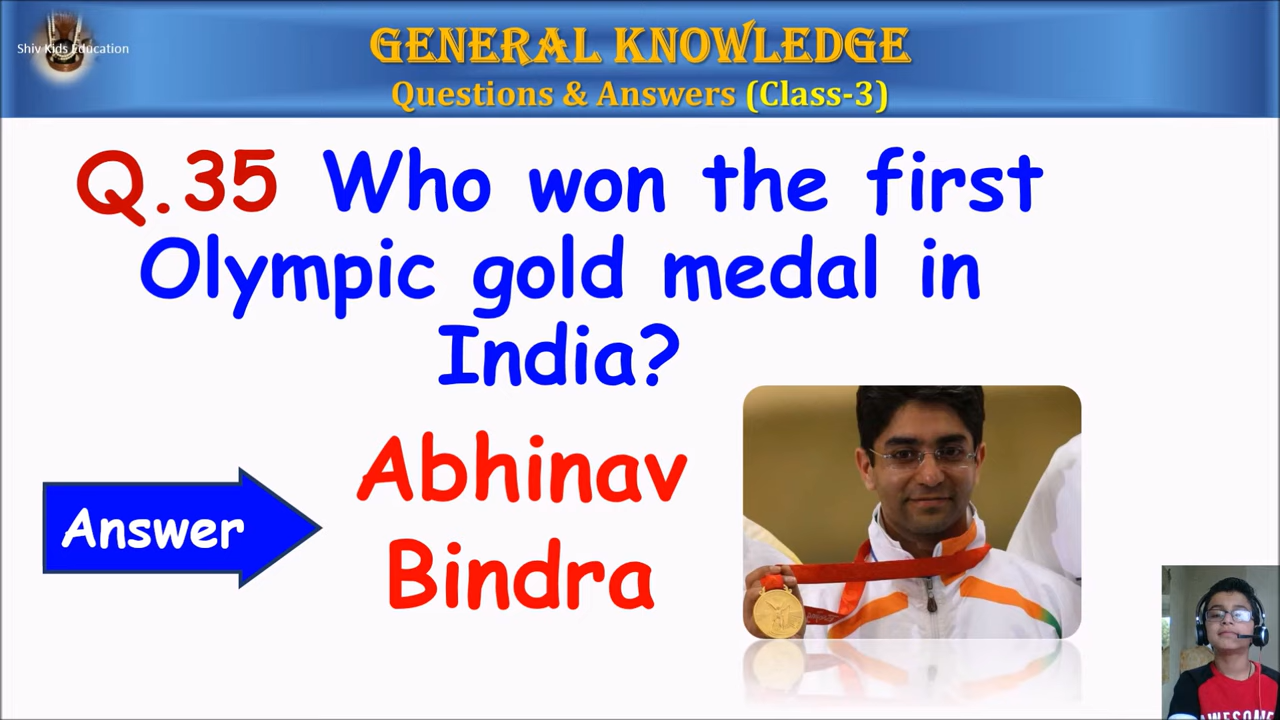 Shiv Kids Education
GENERAL KNOWLEDGE
Questions & Answers (Class-3)
Q.35 Who won the first
Olympic gold medal in
India?
Answer
Abhinav
Bindra
AWESOME